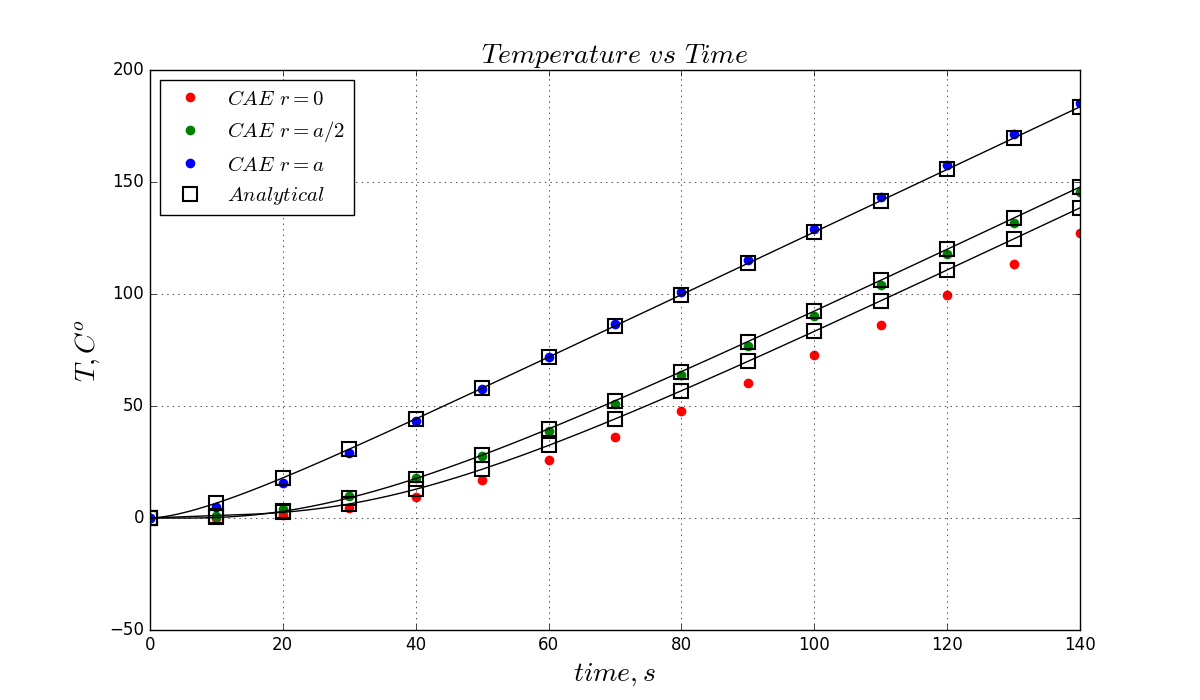 Temperature vs Time
200
150
100
50
0
−50
T, C^o
CAE r = 0
CAE r = a/2
CAE r = a
Analytical
0 20 40 60 80 100 120 140
time, s